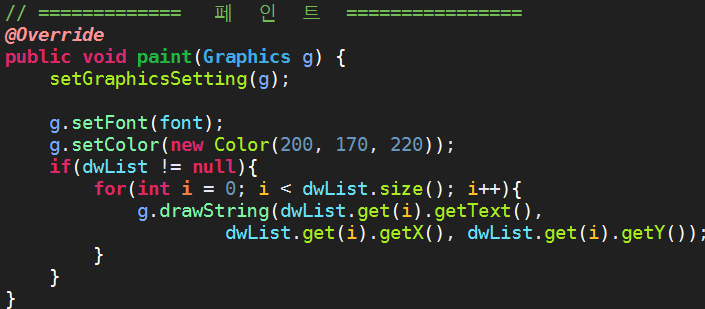 // ============= 페 인 트 ================
@Override
public void paint(Graphics g) {
    setGraphicsSetting(g);

    g.setFont(font);
    g.setColor(new Color(200, 170, 220));
    if(dwList != null){
        for(int i = 0; i < dwList.size(); i++){
            g.drawString(dwList.get(i).getText(),
                    dwList.get(i).getX(), dwList.get(i).getY());
        }
    }
}